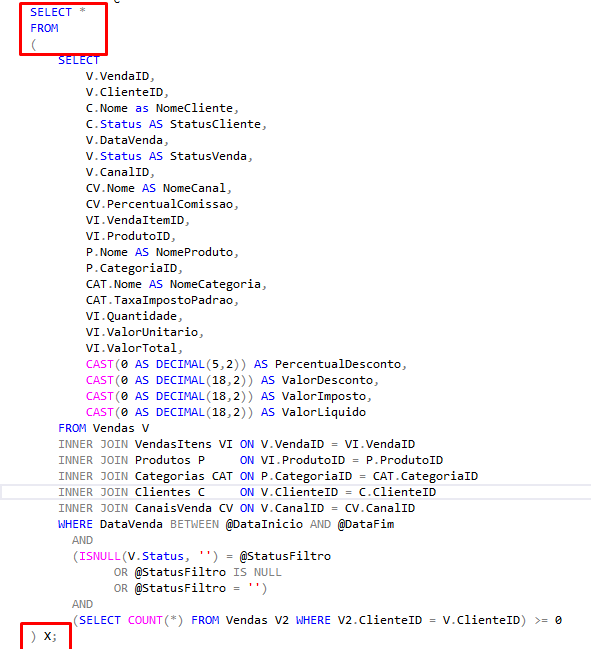 SELECT *
FROM
(
SELECT
V.VendaID,
V.ClienteID,
C.Nome as NomeCliente,
C.Status AS StatusCliente,
V.DataVenda,
V.Status AS StatusVenda,
V.CanalID,
CV.Nome AS NomeCanal,
CV.PercentualComissao,
VI.VendaItemID,
VI.ProdutoID,
P.Nome AS NomeProduto,
P.CategoriaID,
CAT.Nome AS NomeCategoria,
CAT.TaxaImpostoPadrao,
VI.Quantidade,
VI.ValorUnitario,
VI.ValorTotal,
CAST(0 AS DECIMAL(5,2)) AS PercentualDesconto,
CAST(0 AS DECIMAL(18,2)) AS ValorDesconto,
CAST(0 AS DECIMAL(18,2)) AS ValorImposto,
CAST(0 AS DECIMAL(18,2)) AS ValorLiquido
FROM Vendas V
INNER JOIN VendasItens VI ON V.VendaID = VI.VendaID
INNER JOIN Produtos P ON VI.ProdutoID = P.ProdutoID
INNER JOIN Categorias CAT ON P.CategoriaID = CAT.CategoriaID
INNER JOIN Clientes C ON V.ClienteID = C.ClienteID
INNER JOIN CanaisVenda CV ON V.CanalID = CV.CanalID
WHERE DataVenda BETWEEN @DataInicio AND @DataFim
AND
(ISNULL(V.Status, '') = @StatusFiltro
OR @StatusFiltro IS NULL
OR @StatusFiltro = '')
AND
(SELECT COUNT(*) FROM Vendas V2 WHERE V2.ClienteID = V.ClienteID) >= 0
) X;